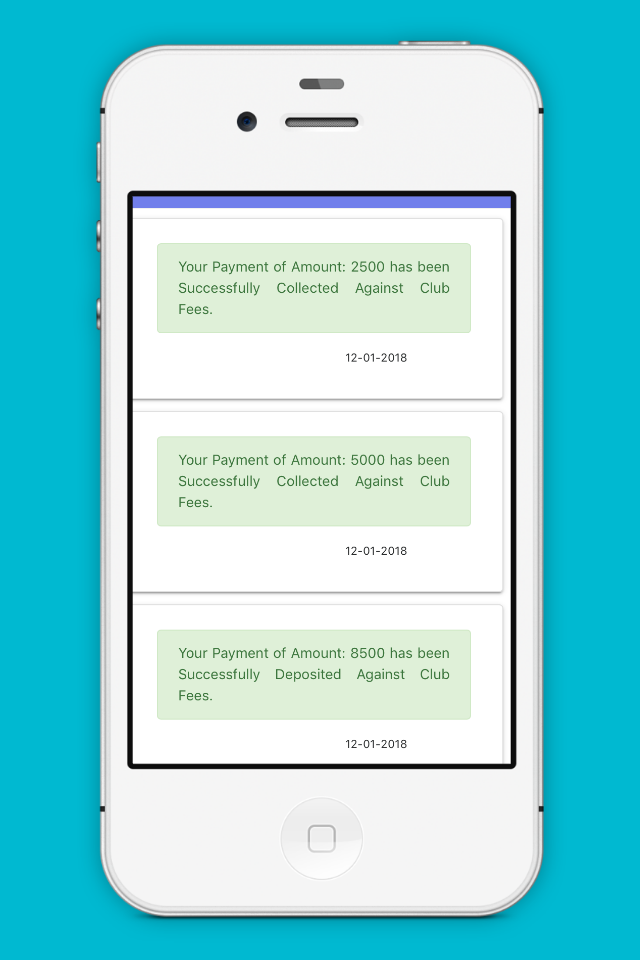 Your Payment of Amount: 2500 has been
Successfully Collected Against Club
Fees.
12-01-2018
Your Payment of Amount: 5000 has been
Successfully Collected Against Club
Fees.
12-01-2018
Your Payment of Amount: 8500 has been
Successfully Deposited Against Club
Fees.
12-01-2018